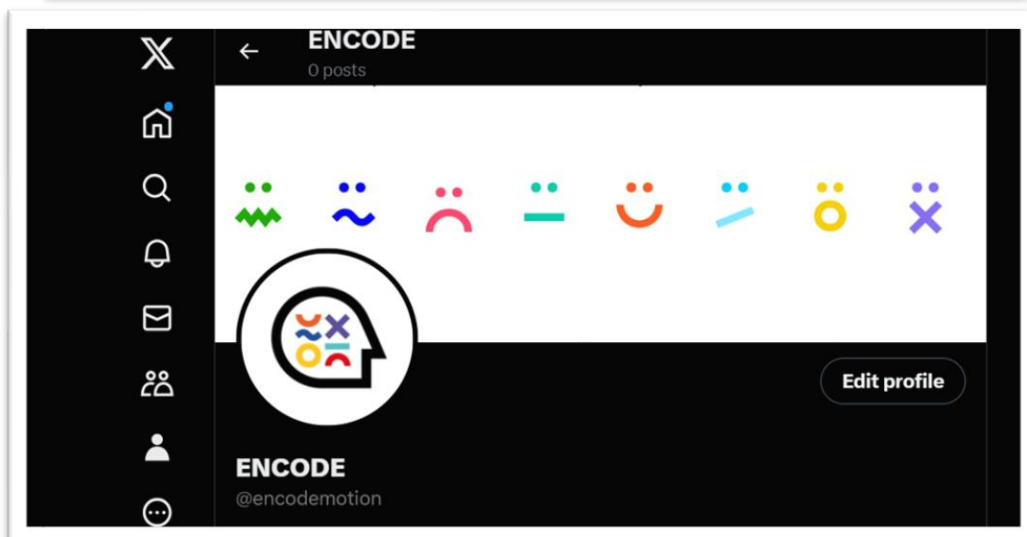 ENCODE
0 posts
Edit profile
ENCODE
@encodemotion